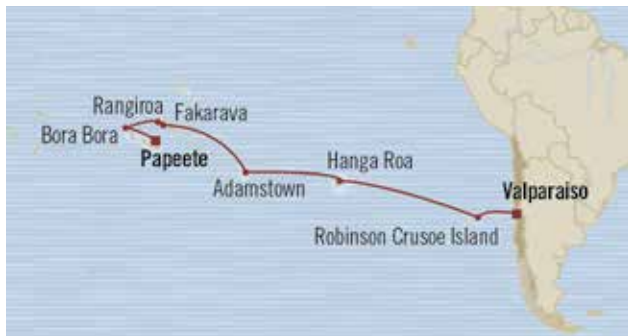 Rangiroa
Fakarava
Bora Bora
Papeete
Hanga Roa
Adamstown
Valparaiso
Robinson Crusoe Island